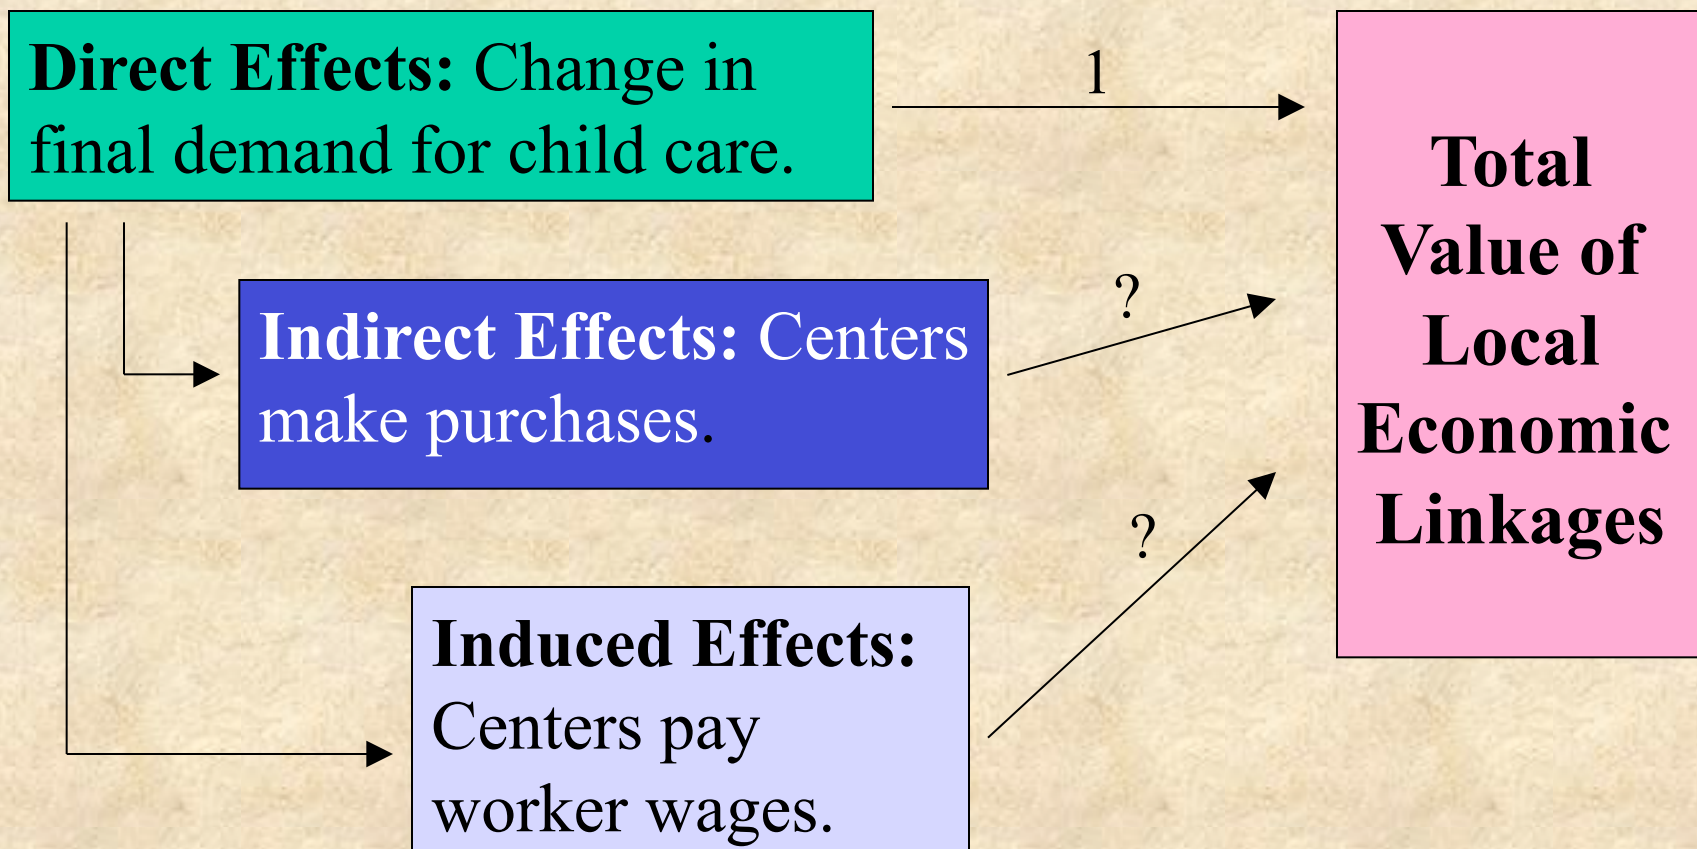 Direct Effects: Change in
final demand for child care.
1
Indirect Effects: Centers
make purchases.
?
Induced Effects:
Centers pay
worker wages.
?
Total
Value of
Local
Economic
Linkages